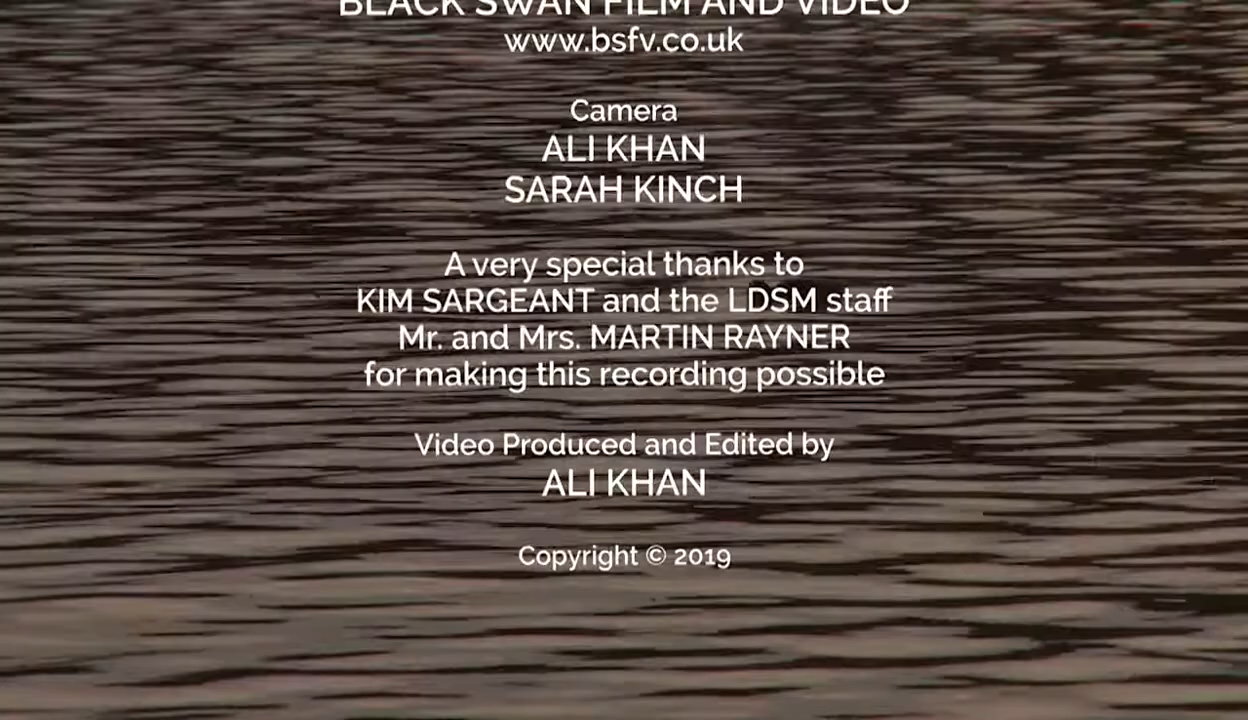 BLACK SWAN FILM AND VIDEO
www.bsfv.co.uk
Camera
ALI KHAN
SARAH KINCH
A very special thanks to
KIM SARGEANT and the LDSM staff
Mr. and Mrs. MARTIN RAYNER
for making this recording possible
Video Produced and Edited by
ALI KHAN
Copyright © 2019